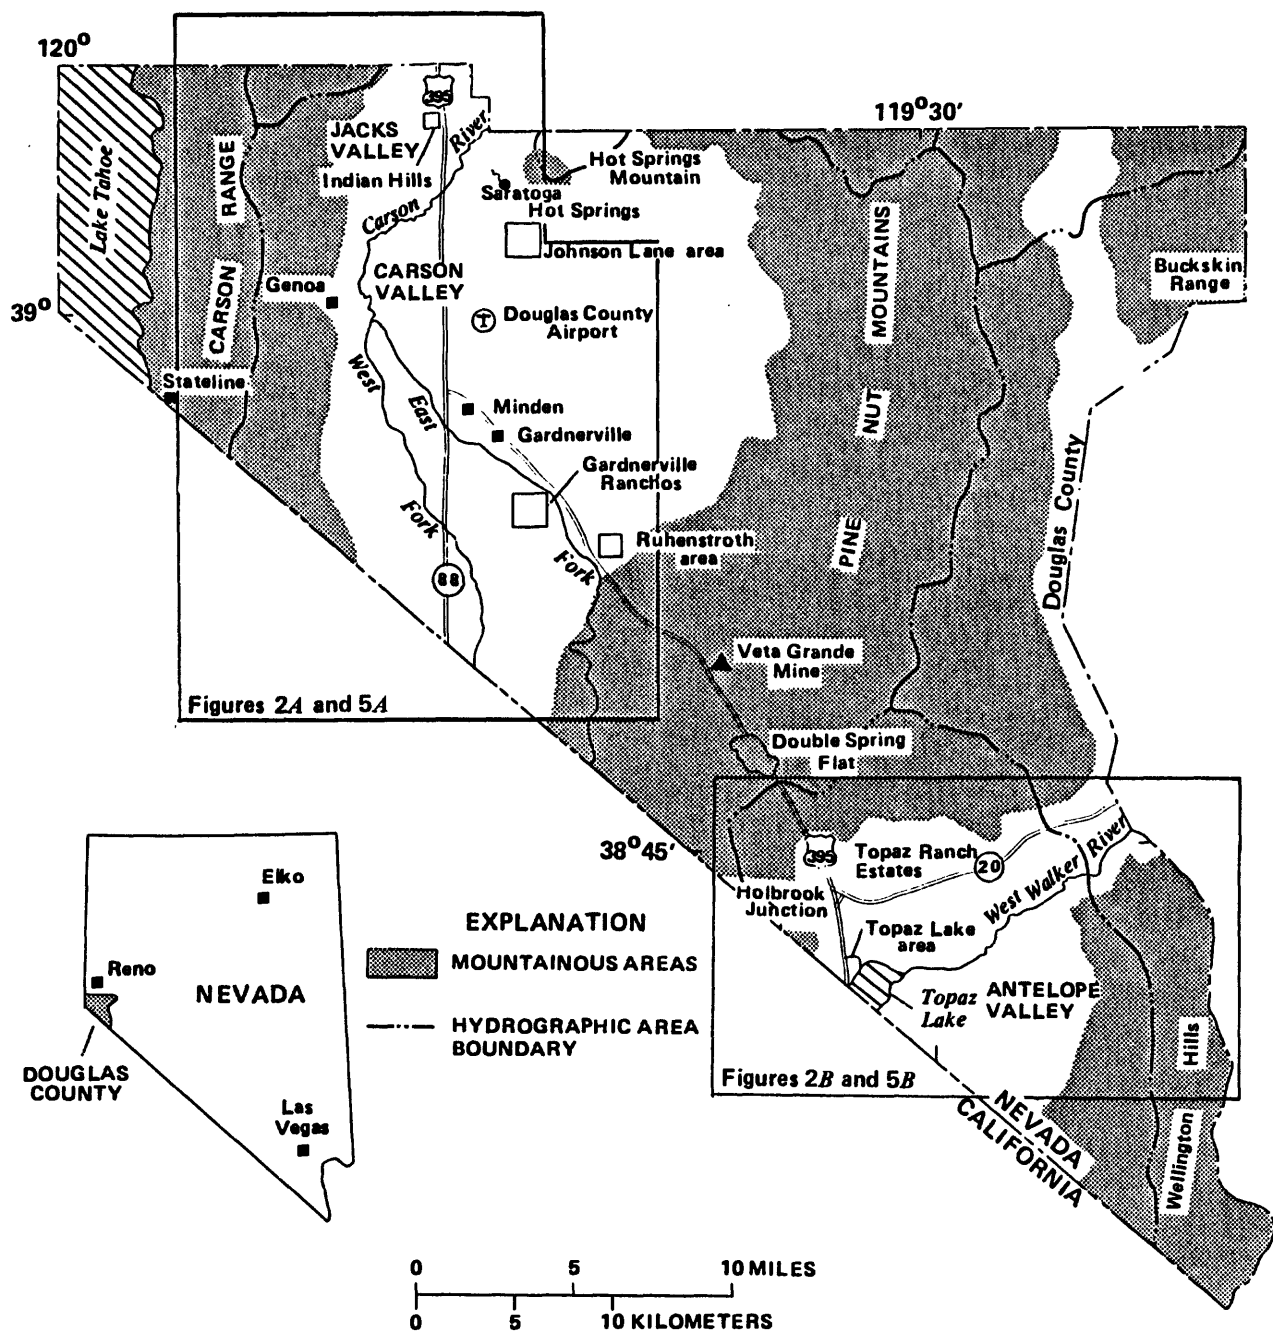 120°
119°30′
395
JACKS
VALLEY
River
Indian Hills
Hot Springs
Mountain
Saratoga
Hot Springs
Carson
Johnson Lane area
Lake Tahoe
CARSON RANGE
CARSON
VALLEY
Genoa
39°
Douglas County
Airport
Buckskin
Range
PINE NUT MOUNTAINS
Stateline
West
Fork
East
Fork
Minden
Gardnerville
Gardnerville
Ranchos
Ruhenstroth
area
88
Douglas County
Veta Grande
Mine
Figures 2A and 5A
Double Spring
Flat
38°45′
395
Topaz Ranch
Estates
20
West Walker River
Holbrook
Junction
Topaz Lake
area
Topaz
Lake
ANTELOPE
VALLEY
Wellington Hills
Figures 2B and 5B
NEVADA
CALIFORNIA
Elko
Reno
NEVADA
DOUGLAS
COUNTY
Las
Vegas
EXPLANATION
MOUNTAINOUS AREAS
HYDROGRAPHIC AREA
BOUNDARY
0 5 10 MILES
0 5 10 KILOMETERS